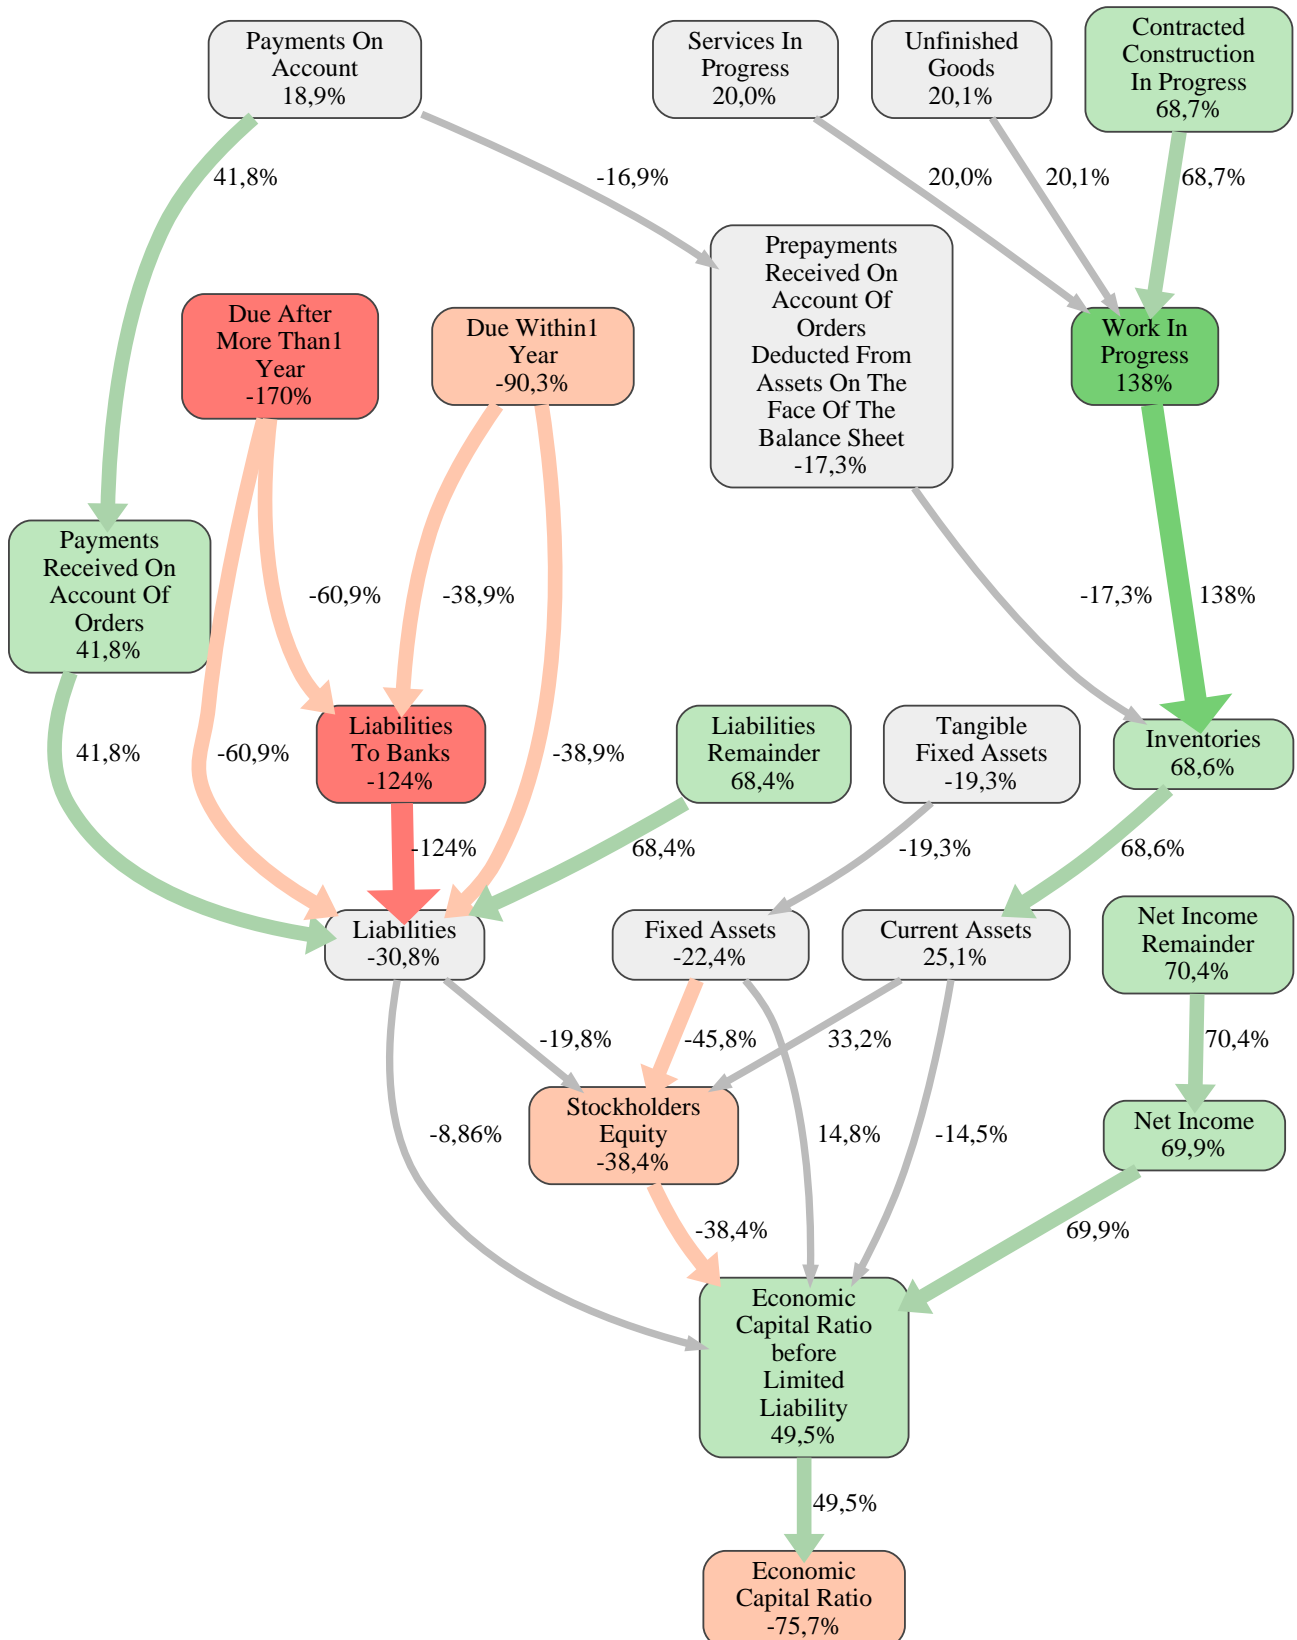 Payments On
Account
18,9%
Services In
Progress
20,0%
Unfinished
Goods
20,1%
Contracted
Construction
In Progress
68,7%
41,8%
-16,9%
20,0%
20,1%
68,7%
Prepayments
Received On
Account Of
Orders
Deducted From
Assets On The
Face Of The
Balance Sheet
-17,3%
Due After
More Than1
Year
-170%
Due Within1
Year
-90,3%
Work In
Progress
138%
Payments
Received On
Account Of
Orders
41,8%
-60,9%
-38,9%
-17,3%
138%
Liabilities
To Banks
-124%
Liabilities
Remainder
68,4%
Tangible
Fixed Assets
-19,3%
Inventories
68,6%
41,8%
-60,9%
-38,9%
-124%
68,4%
-19,3%
68,6%
Liabilities
-30,8%
Fixed Assets
-22,4%
Current Assets
25,1%
Net Income
Remainder
70,4%
-19,8%
-45,8%
33,2%
70,4%
Stockholders
Equity
-38,4%
-8,86%
14,8%
-14,5%
Net Income
69,9%
-38,4%
69,9%
Economic
Capital Ratio
before
Limited
Liability
49,5%
49,5%
Economic
Capital Ratio
-75,7%